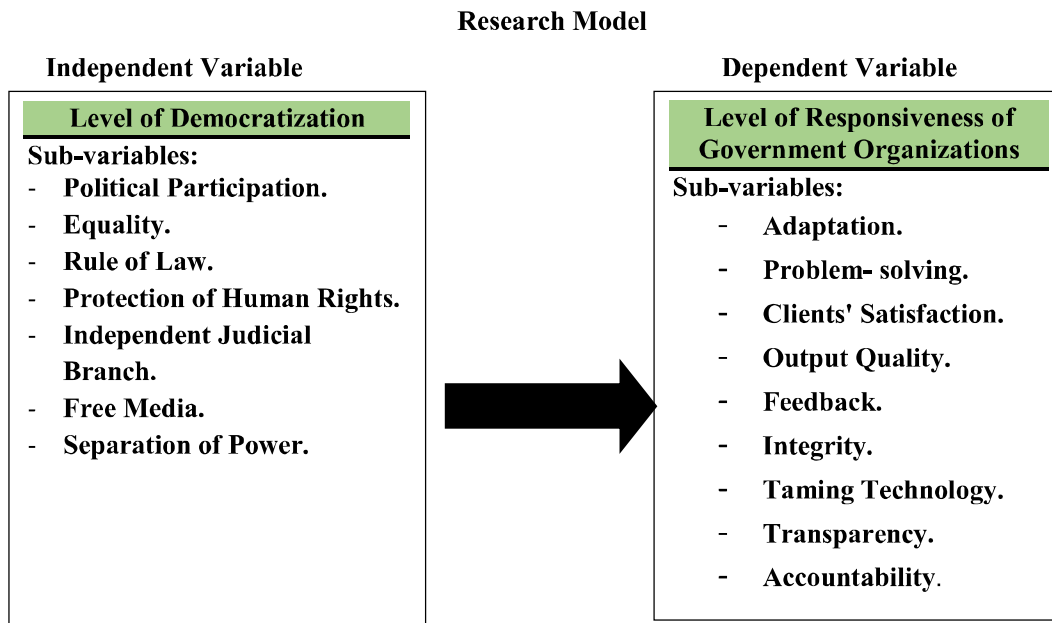 Research Model
Independent Variable
Level of Democratization
Sub-variables:
- Political Participation.
- Equality.
- Rule of Law.
- Protection of Human Rights.
- Independent Judicial
Branch.
- Free Media.
- Separation of Power.
Dependent Variable
Level of Responsiveness of
Government Organizations
Sub-variables:
- Adaptation.
- Problem- solving.
- Clients' Satisfaction.
- Output Quality.
- Feedback.
- Integrity.
- Taming Technology.
- Transparency.
- Accountability.